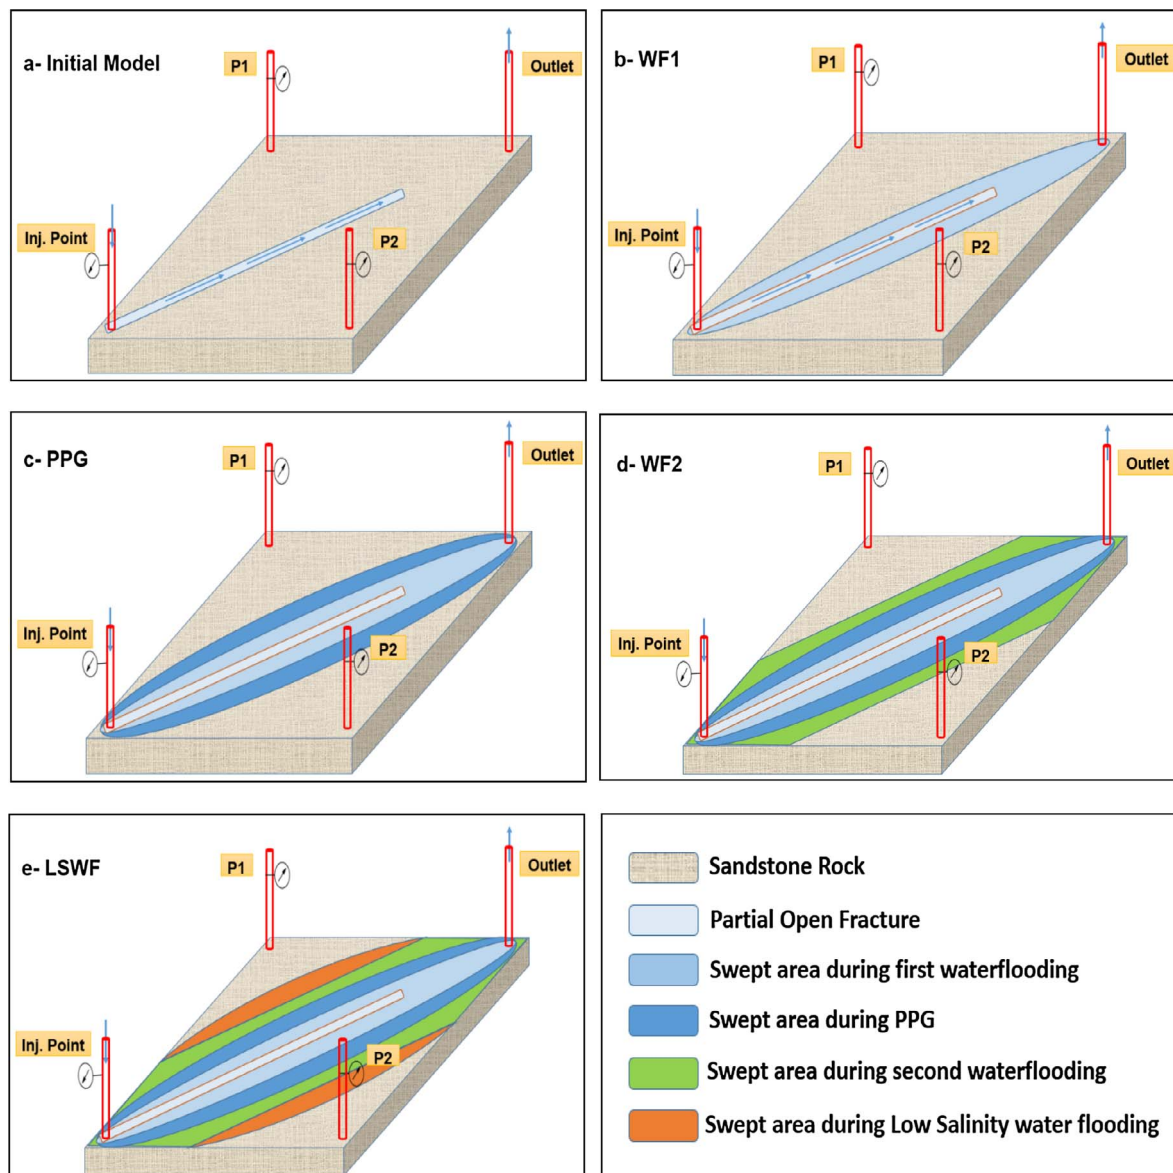 a- Initial Model
P1
Outlet
Inj. Point
P2
b- WF1
P1
Outlet
Inj. Point
P2
c- PPG
P1
Outlet
Inj. Point
P2
d- WF2
P1
Outlet
Inj. Point
P2
e- LSWF
P1
Outlet
Inj. Point
P2
Sandstone Rock
Partial Open Fracture
Swept area during first waterflooding
Swept area during PPG
Swept area during second waterflooding
Swept area during Low Salinity water flooding